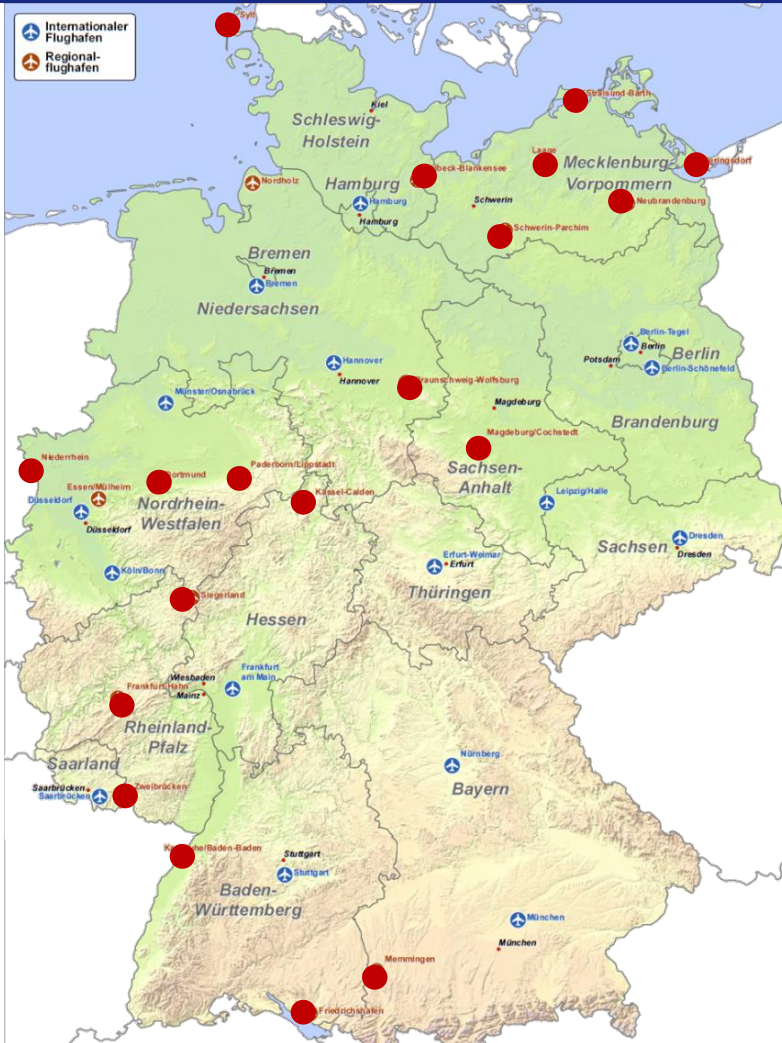 Internationaler
Flughafen
Regional-
flughafen
Sylt
Kiel
Stralsund-Barth
Schleswig-
Holstein
Laage
Mecklenburg-
Vorpommern
eringsdorf
beck-Blankensee
Nordholz
Hamburg
Hamburg
Hamburg
Schwerin
Neubrandenburg
Schwerin-Parchim
Bremen
Bremen
Bremen
Niedersachsen
Berlin-Tegel
Berlin
Berlin
Potsdam
Berlin-Schönefeld
Hannover
Hannover
raunschweig-Wolfsburg
Münster/Osnabrück
Magdeburg
Brandenburg
Magdeburg/Cochstedt
Niederrhein
Paderborn/Lippstadt
Sachsen-
Anhalt
Dortmund
Essen/Mülheim
Kassel-Calden
Düsseldorf
Düsseldorf
Nordrhein-
Westfalen
Leipzig/Halle
Dresden
Dresden
Sachsen
Köln/Bonn
Erfurt-Weimar
Erfurt
Thüringen
Siegerland
Hessen
Frankfurt
am Main
Wiesbaden
Mainz
Frankfurt-Hahn
Rheinland-
Pfalz
Saarland
Nürnberg
Bayern
Saarbrücken
Saarbrücken
Zweibrücken
he/Baden-Baden
Stuttgart
Stuttgart
Baden-
Württemberg
München
München
Memmingen
Friedrichshafen